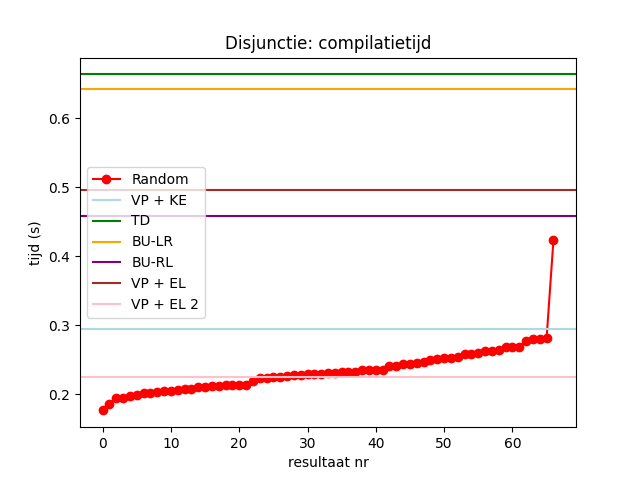 Disjunctie: compilatietijd
tijd (s)
0.6
0.5
0.4
0.3
0.2
Random
VP + KE
TD
BU-LR
BU-RL
VP + EL
VP + EL 2
0 10 20 30 40 50 60
resultaat nr